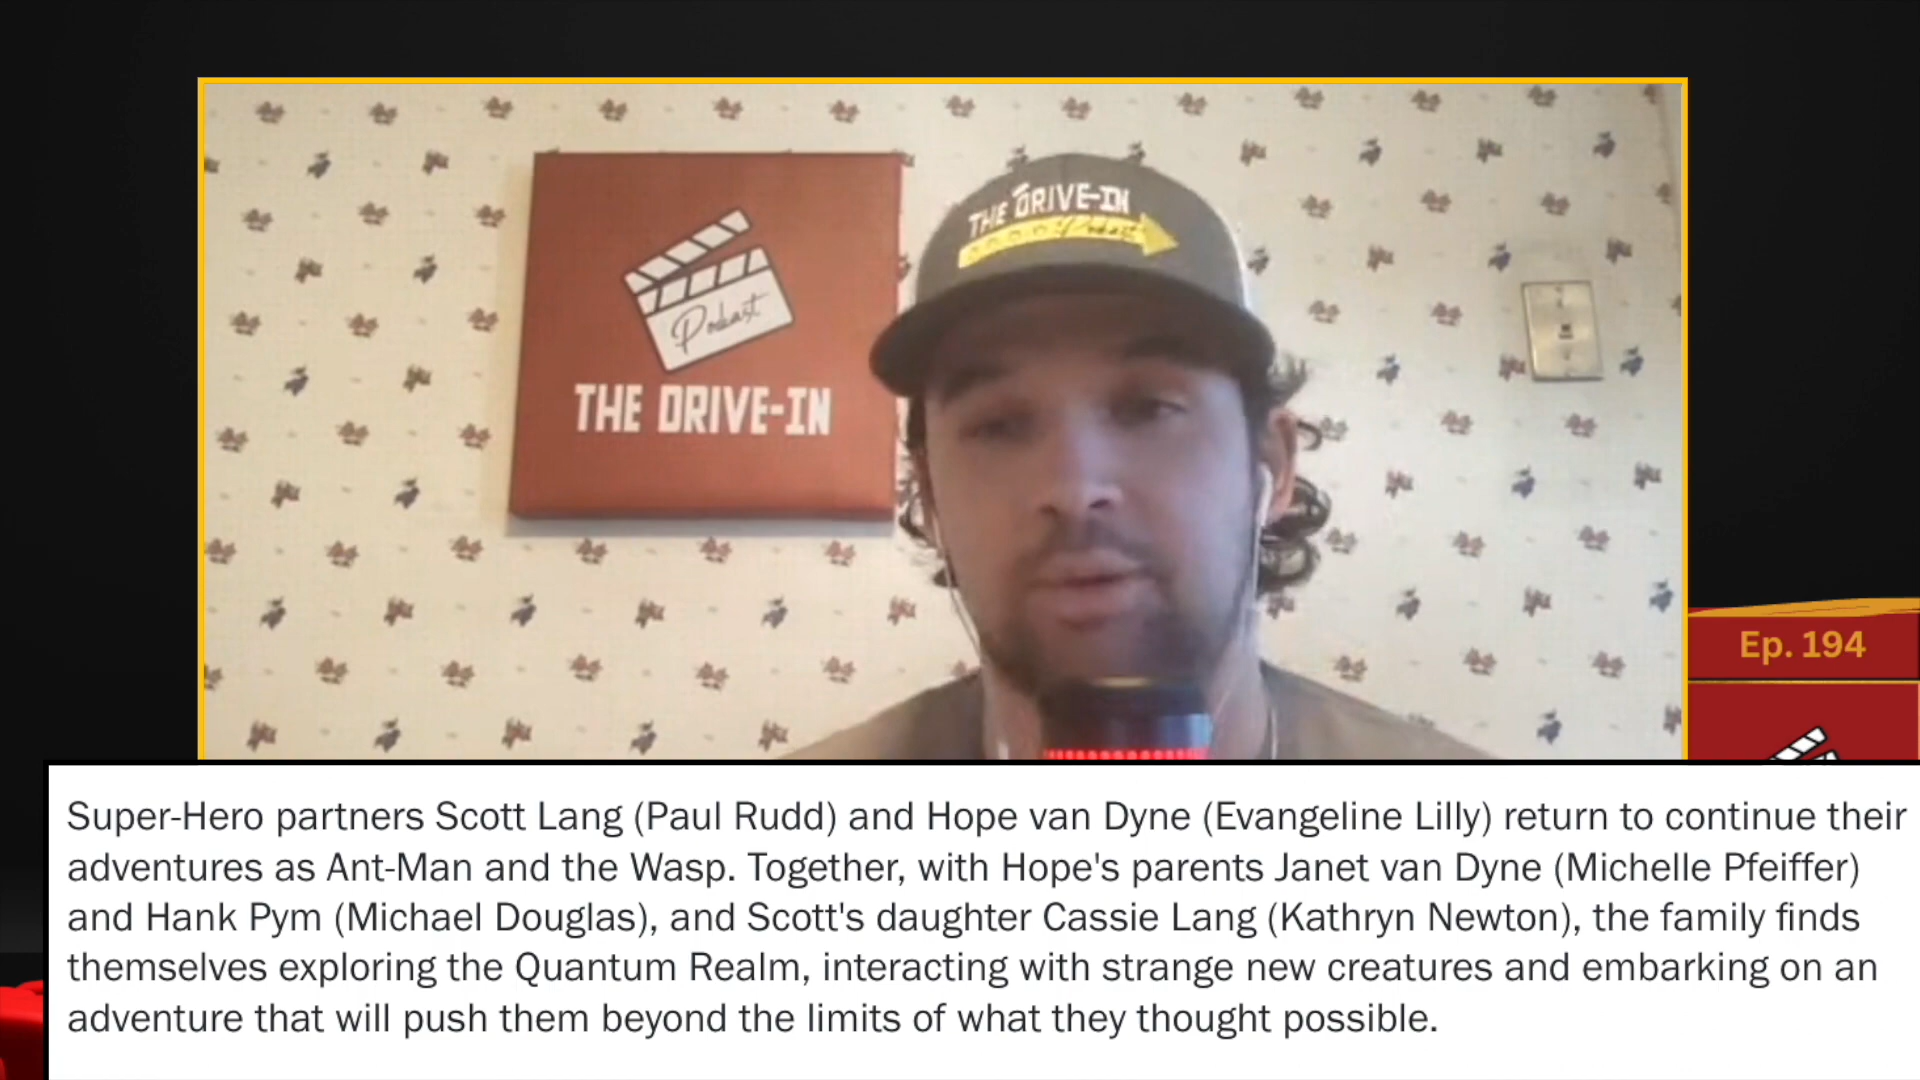 THE DRIVE-IN
Podcast
Podcast
THE DRIVE-IN
Ep. 194
Super-Hero partners Scott Lang (Paul Rudd) and Hope van Dyne (Evangeline Lilly) return to continue their
adventures as Ant-Man and the Wasp. Together, with Hope's parents Janet van Dyne (Michelle Pfeiffer)
and Hank Pym (Michael Douglas), and Scott's daughter Cassie Lang (Kathryn Newton), the family finds
themselves exploring the Quantum Realm, interacting with strange new creatures and embarking on an
adventure that will push them beyond the limits of what they thought possible.